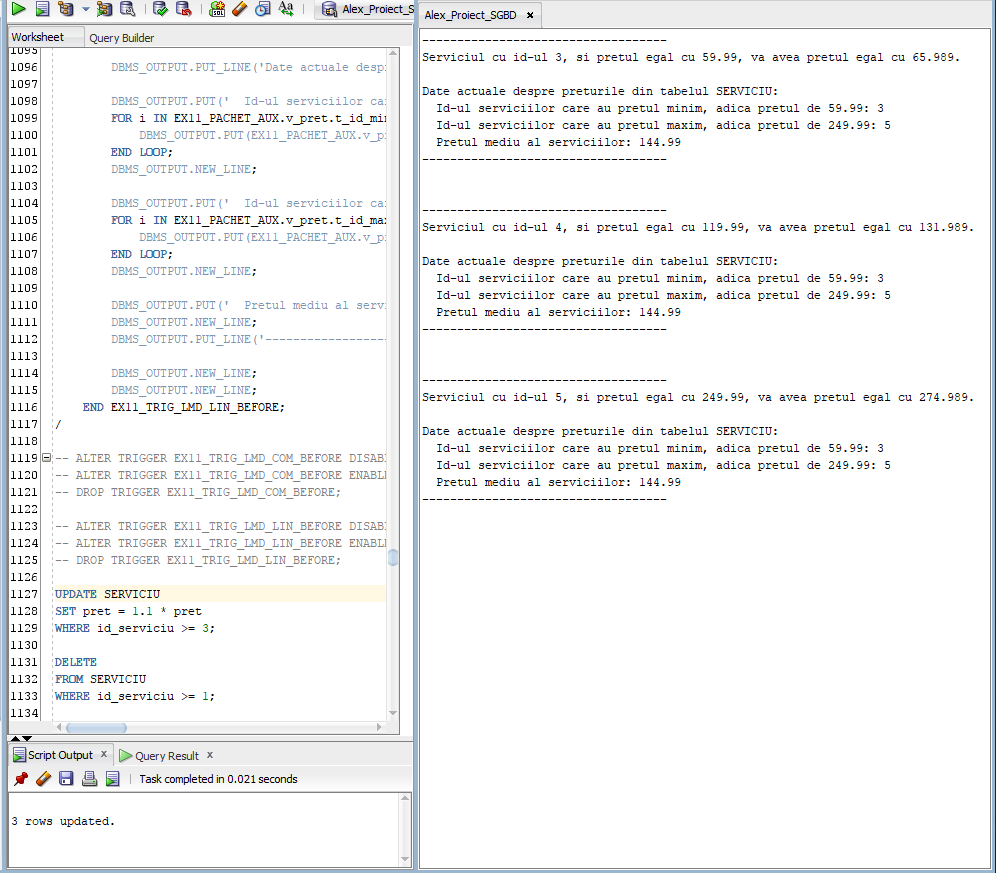 Alex_Proiect_S
Worksheet Query Builder
1095
1096 DBMS_OUTPUT.PUT_LINE('Date actuale desp
1097
1098 DBMS_OUTPUT.PUT('  Id-ul serviciilor ca
1099 FOR i IN EX11_PACHET_AUX.v_pret.t_id_min
1100 DBMS_OUTPUT.PUT(EX11_PACHET_AUX.v_p
1101 END LOOP;
1102 DBMS_OUTPUT.NEW_LINE;
1103
1104 DBMS_OUTPUT.PUT('  Id-ul serviciilor ca
1105 FOR i IN EX11_PACHET_AUX.v_pret.t_id_ma
1106 DBMS_OUTPUT.PUT(EX11_PACHET_AUX.v_p
1107 END LOOP;
1108 DBMS_OUTPUT.NEW_LINE;
1109
1110 DBMS_OUTPUT.PUT('  Pretul mediu al serv
1111 DBMS_OUTPUT.NEW_LINE;
1112 DBMS_OUTPUT.PUT_LINE('-----------------
1113
1114 DBMS_OUTPUT.NEW_LINE;
1115 DBMS_OUTPUT.NEW_LINE;
1116 END EX11_TRIG_LMD_LIN_BEFORE;
1117 /
1118
1119 -- ALTER TRIGGER EX11_TRIG_LMD_COM_BEFORE DISAB
1120 -- ALTER TRIGGER EX11_TRIG_LMD_COM_BEFORE ENABL
1121 -- DROP TRIGGER EX11_TRIG_LMD_COM_BEFORE;
1122
1123 -- ALTER TRIGGER EX11_TRIG_LMD_LIN_BEFORE DISAB
1124 -- ALTER TRIGGER EX11_TRIG_LMD_LIN_BEFORE ENABL
1125 -- DROP TRIGGER EX11_TRIG_LMD_LIN_BEFORE;
1126
1127 UPDATE SERVICIU
1128 SET pret = 1.1 * pret
1129 WHERE id_serviciu >= 3;
1130
1131 DELETE
1132 FROM SERVICIU
1133 WHERE id_serviciu >= 1;
1134
Script Output x Query Result x
Task completed in 0.021 seconds
3 rows updated.
Alex_Proiect_SGBD x
-----------------------------------
Serviciul cu id-ul 3, si pretul egal cu 59.99, va avea pretul egal cu 65.989.
Date actuale despre preturile din tabelul SERVICIU:
Id-ul serviciilor care au pretul minim, adica pretul de 59.99: 3
Id-ul serviciilor care au pretul maxim, adica pretul de 249.99: 5
Pretul mediu al serviciilor: 144.99
-----------------------------------
-----------------------------------
Serviciul cu id-ul 4, si pretul egal cu 119.99, va avea pretul egal cu 131.989.
Date actuale despre preturile din tabelul SERVICIU:
Id-ul serviciilor care au pretul minim, adica pretul de 59.99: 3
Id-ul serviciilor care au pretul maxim, adica pretul de 249.99: 5
Pretul mediu al serviciilor: 144.99
-----------------------------------
-----------------------------------
Serviciul cu id-ul 5, si pretul egal cu 249.99, va avea pretul egal cu 274.989.
Date actuale despre preturile din tabelul SERVICIU:
Id-ul serviciilor care au pretul minim, adica pretul de 59.99: 3
Id-ul serviciilor care au pretul maxim, adica pretul de 249.99: 5
Pretul mediu al serviciilor: 144.99
-----------------------------------